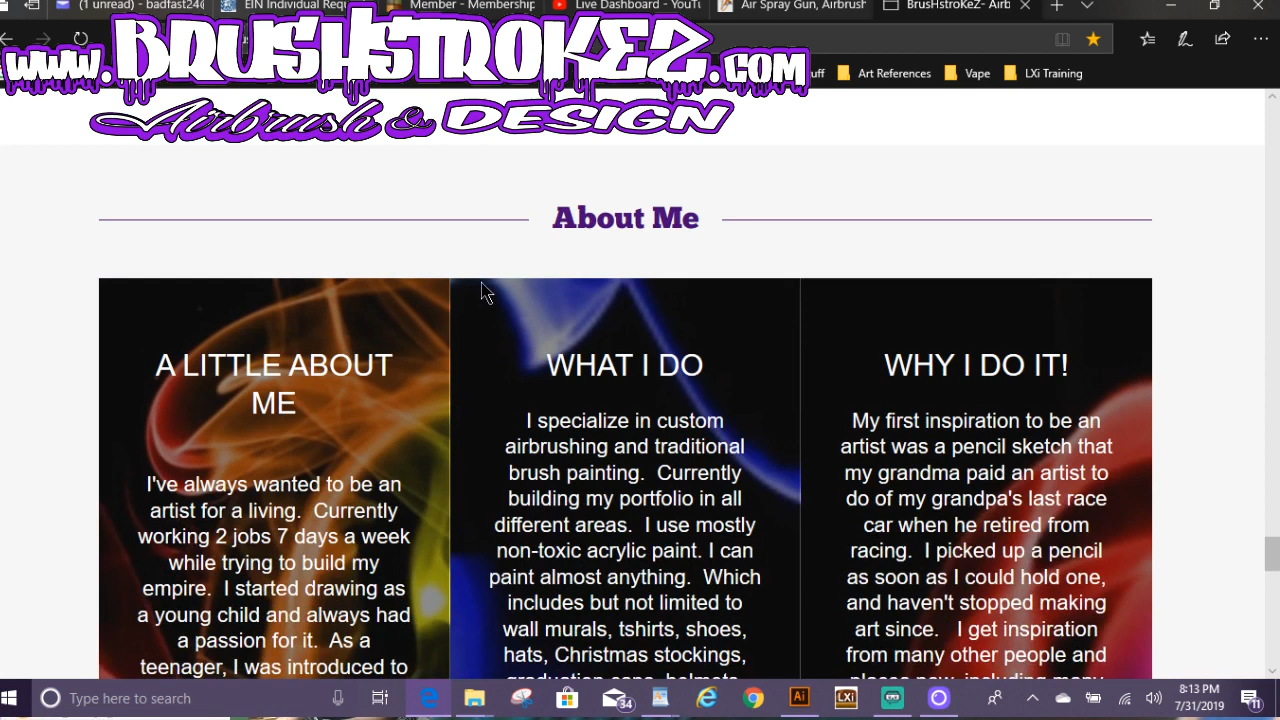 (1 unread) - badfast24
EIN Individual Requ
Member - Membership
Live Dashboard - YouTu
Air Spray Gun, Airbrush
BrusHstroKeZ - Airb
www.BRUSHSTROKEZ.COM
Airbrush & DESIGN
uff
Art References
Vape
LXi Training
About Me
A LITTLE ABOUT
ME
I've always wanted to be an
artist for a living. Currently
working 2 jobs 7 days a week
while trying to build my
empire. I started drawing as
a young child and always had
a passion for it. As a
teenager, I was introduced to
WHAT I DO
I specialize in custom
airbrushing and traditional
brush painting. Currently
building my portfolio in all
different areas. I use mostly
non-toxic acrylic paint. I can
paint almost anything. Which
includes but not limited to
wall murals, tshirts, shoes,
hats, Christmas stockings,
graduation caps, helmets,
WHY I DO IT!
My first inspiration to be an
artist was a pencil sketch that
my grandma paid an artist to
do of my grandpa's last race
car when he retired from
racing. I picked up a pencil
as soon as I could hold one,
and haven't stopped making
art since. I get inspiration
from many other people and
places now, including many
Type here to search
34
Ai
LXi
8:13 PM
7/31/2019
11